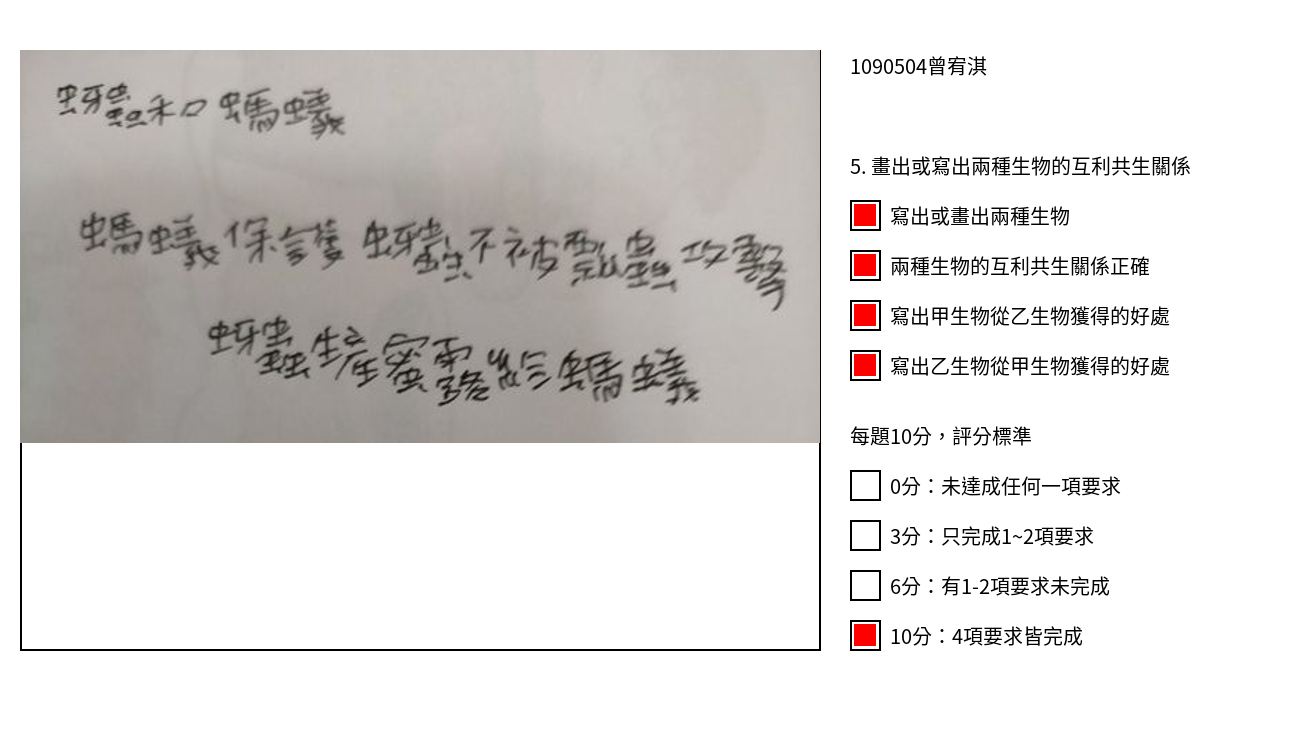 蚜蟲和螞蟻
螞蟻保護蚜蟲不被瓢蟲攻擊
蚜蟲生產蜜露給螞蟻
1090504曾宥淇
5. 畫出或寫出兩種生物的互利共生關係
寫出或畫出兩種生物
兩種生物的互利共生關係正確
寫出甲生物從乙生物獲得的好處
寫出乙生物從甲生物獲得的好處
每題10分，評分標準
0分：未達成任何一項要求
3分：只完成1~2項要求
6分：有1-2項要求未完成
10分：4項要求皆完成